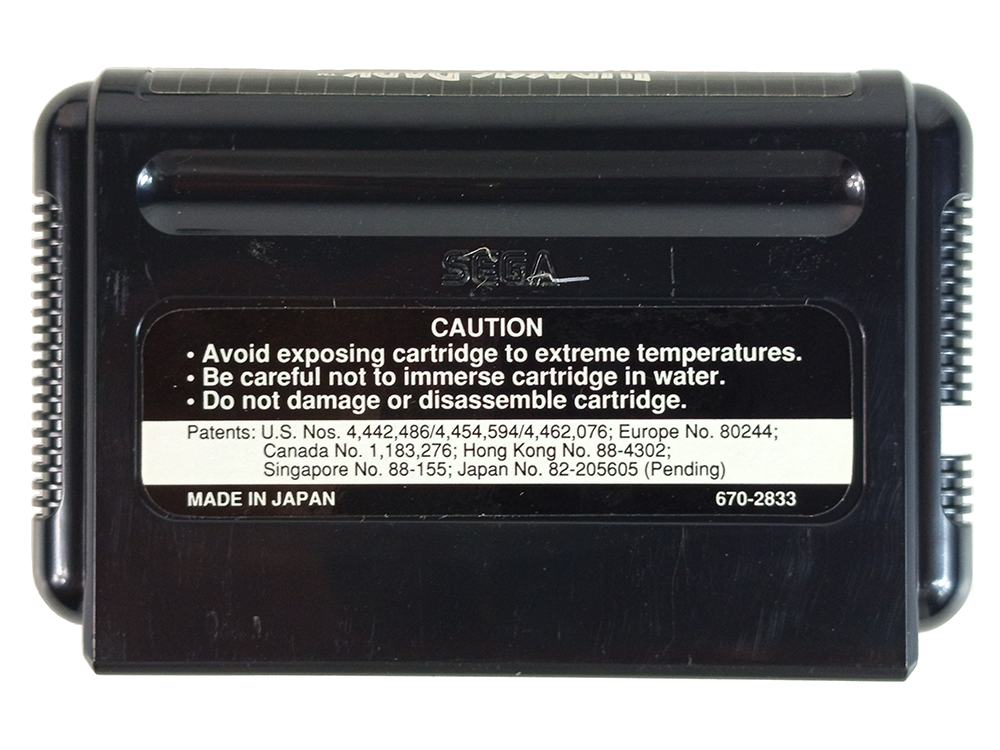 JURASSIC PARK™
SEGA
CAUTION
• Avoid exposing cartridge to extreme temperatures.
• Be careful not to immerse cartridge in water.
• Do not damage or disassemble cartridge.
Patents: U.S. Nos. 4,442,486/4,454,594/4,462,076; Europe No. 80244;
Canada No. 1,183,276; Hong Kong No. 88-4302;
Singapore No. 88-155; Japan No. 82-205605 (Pending)
MADE IN JAPAN 670-2833